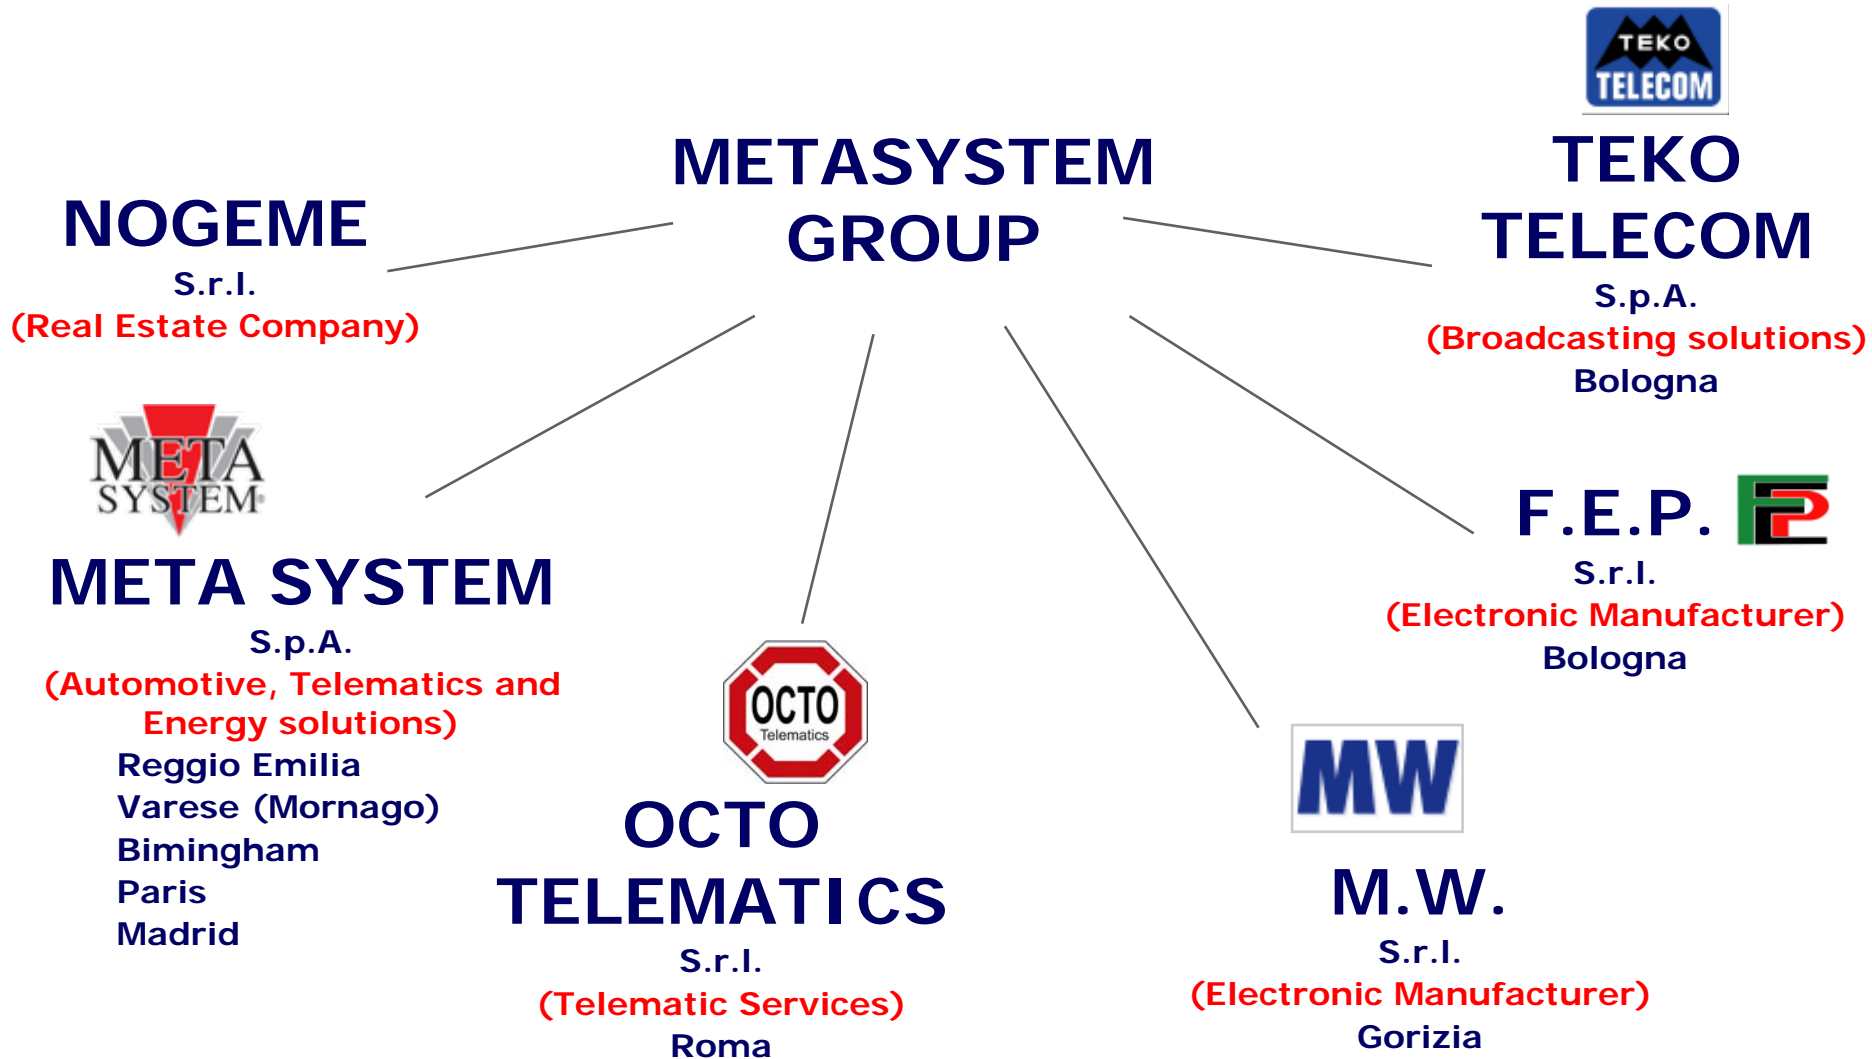 METASYSTEM
GROUP
NOGEME
S.r.l.
(Real Estate Company)
META
SYSTEM®
META SYSTEM
S.p.A.
(Automotive, Telematics and
Energy solutions)
Reggio Emilia
Varese (Mornago)
Bimingham
Paris
Madrid
OCTO
Telematics
OCTO
TELEMATICS
S.r.l.
(Telematic Services)
Roma
MW
M.W.
S.r.l.
(Electronic Manufacturer)
Gorizia
F.E.P.
FEP
S.r.l.
(Electronic Manufacturer)
Bologna
TEKO
TELECOM
TEKO
TELECOM
S.p.A.
(Broadcasting solutions)
Bologna